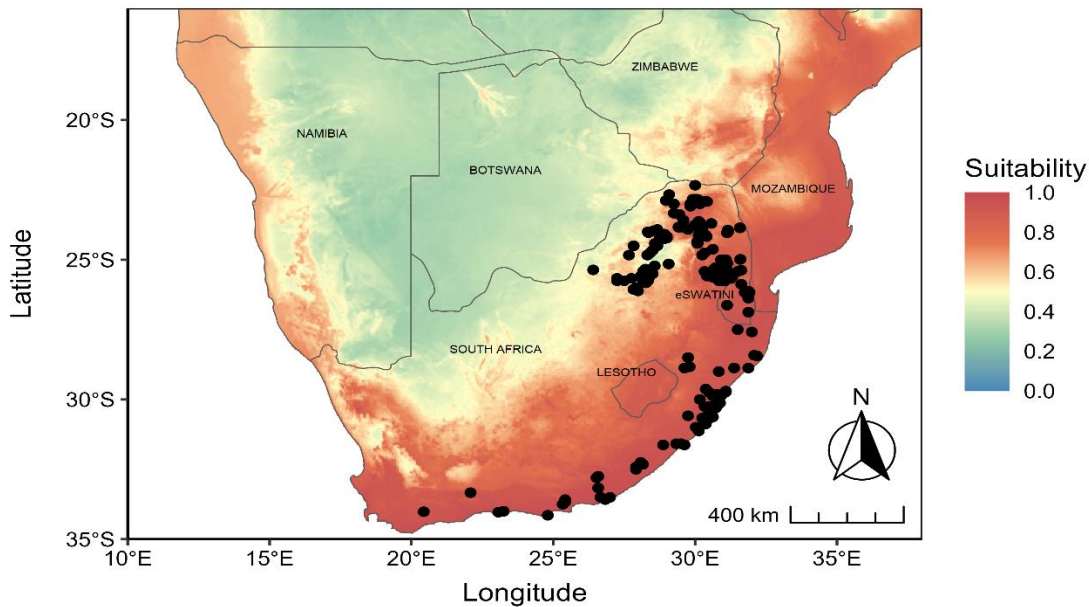 ZIMBABWE
20°S
NAMIBIA
BOTSWANA
MOZAMBIQUE
Suitability
1.0
0.8
0.6
0.4
0.2
0.0
25°S
eSWATINI
SOUTH AFRICA
LESOTHO
30°S
N
400 km
35°S
10°E
15°E
20°E
25°E
30°E
35°E
Latitude
Longitude